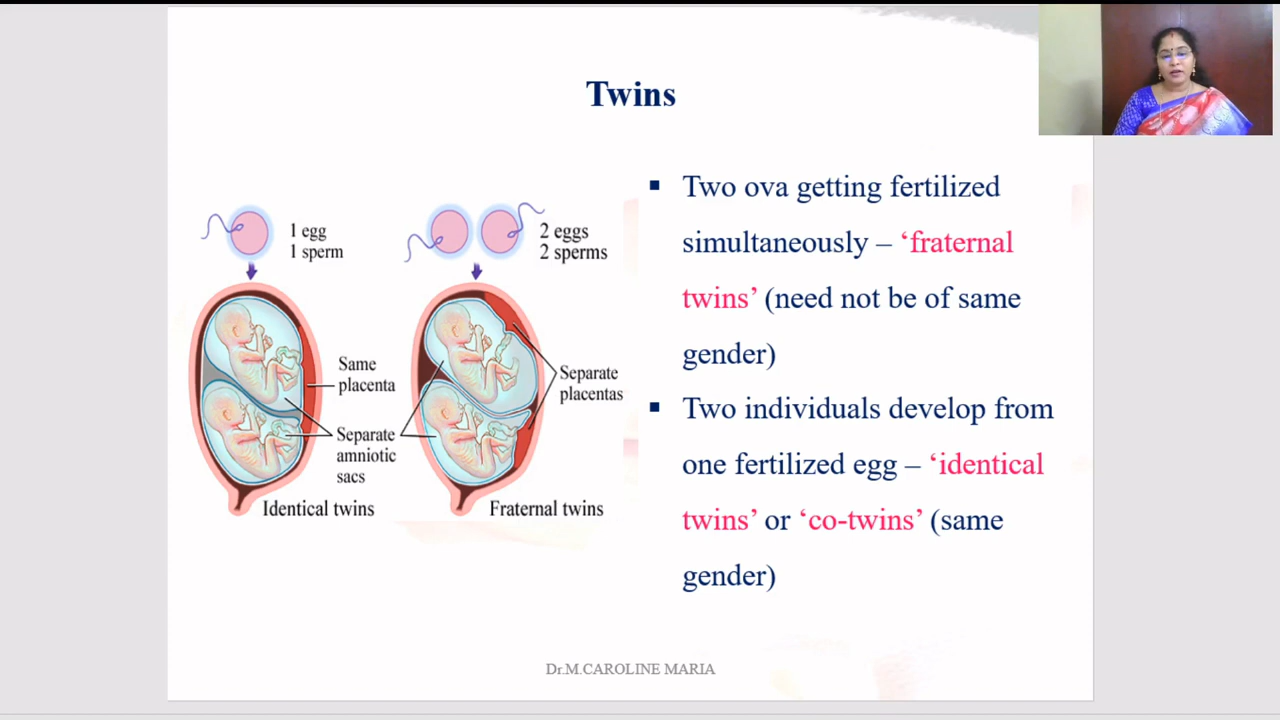 Twins
1 egg
1 sperm
2 eggs
2 sperms
Same
placenta
Separate
placentas
Separate
amniotic
sacs
Identical twins
Fraternal twins
▪ Two ova getting fertilized
simultaneously – ‘fraternal
twins’ (need not be of same
gender)
▪ Two individuals develop from
one fertilized egg – ‘identical
twins’ or ‘co-twins’ (same
gender)
Dr.M.CAROLINE MARIA